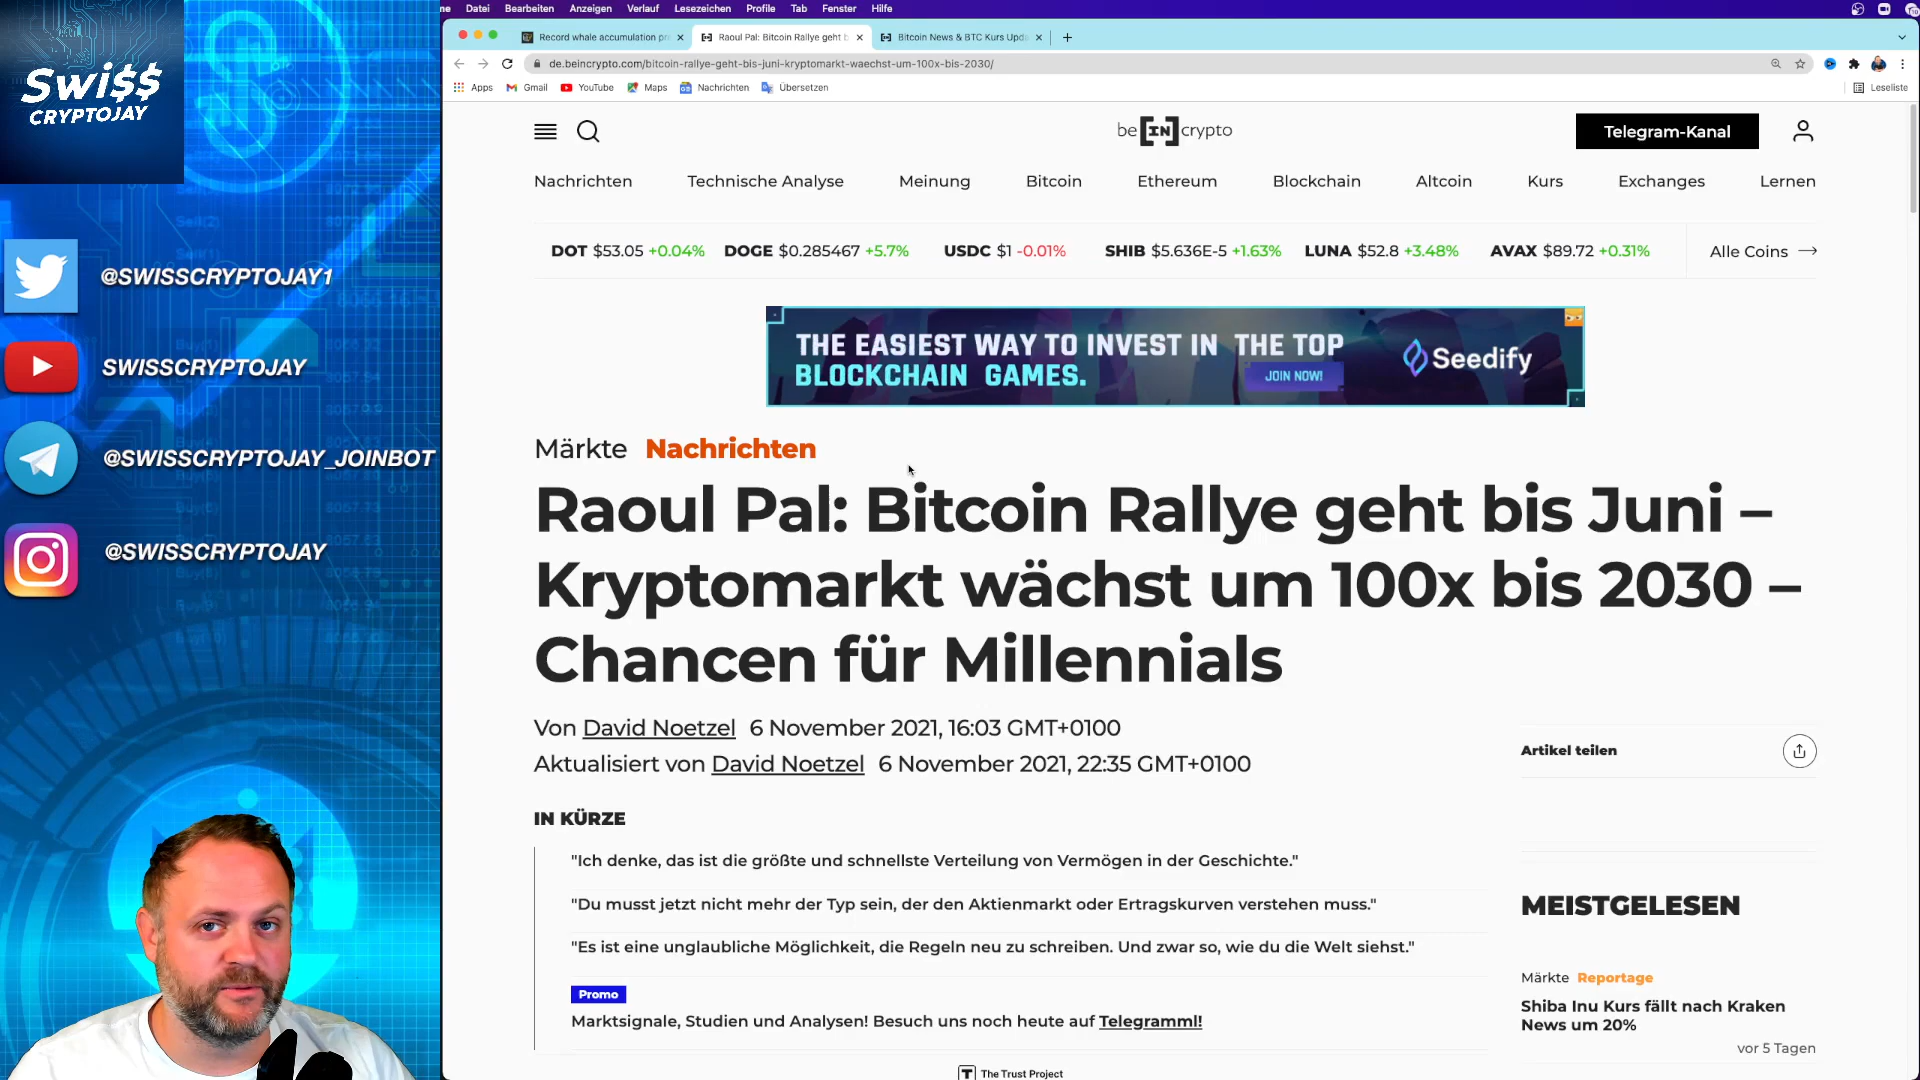 Swi$$
CRYPTOJAY
@SWISSCRYPTOJAY1
SWISSCRYPTOJAY
@SWISSCRYPTOJAY_JOINBOT
@SWISSCRYPTOJAY
me Datei Bearbeiten Anzeigen Verlauf Lesezeichen Profile Tab Fenster Hilfe
Record whale accumulation pr Raoul Pal: Bitcoin Rallye geht b Bitcoin News & BTC Kurs Upd
de.beincrypto.com/bitcoin-rallye-geht-bis-juni-kryptomarkt-waechst-um-100x-bis-2030/
Apps Gmail YouTube Maps Nachrichten Übersetzen Leseliste
be[IN]crypto
Telegram-Kanal
Nachrichten Technische Analyse Meinung Bitcoin Ethereum Blockchain Altcoin Kurs Exchanges Lernen
DOT $53.05 +0.04% DOGE $0.285467 +5.7% USDC $1 -0.01% SHIB $5.636E-5 +1.63% LUNA $52.8 +3.48% AVAX $89.72 +0.31% Alle Coins →
THE EASIEST WAY TO INVEST IN THE TOP
BLOCKCHAIN GAMES.
JOIN NOW!
Seedify
Märkte Nachrichten
Raoul Pal: Bitcoin Rallye geht bis Juni –
Kryptomarkt wächst um 100x bis 2030 –
Chancen für Millennials
Von David Noetzel 6 November 2021, 16:03 GMT+0100
Aktualisiert von David Noetzel 6 November 2021, 22:35 GMT+0100
Artikel teilen
IN KÜRZE
"Ich denke, das ist die größte und schnellste Verteilung von Vermögen in der Geschichte."
"Du musst jetzt nicht mehr der Typ sein, der den Aktienmarkt oder Ertragskurven verstehen muss."
"Es ist eine unglaubliche Möglichkeit, die Regeln neu zu schreiben. Und zwar so, wie du die Welt siehst."
Promo
Marktsignale, Studien und Analysen! Besuch uns noch heute auf Telegramml!
The Trust Project
MEISTGELESEN
Märkte Reportage
Shiba Inu Kurs fällt nach Kraken
News um 20%
vor 5 Tagen